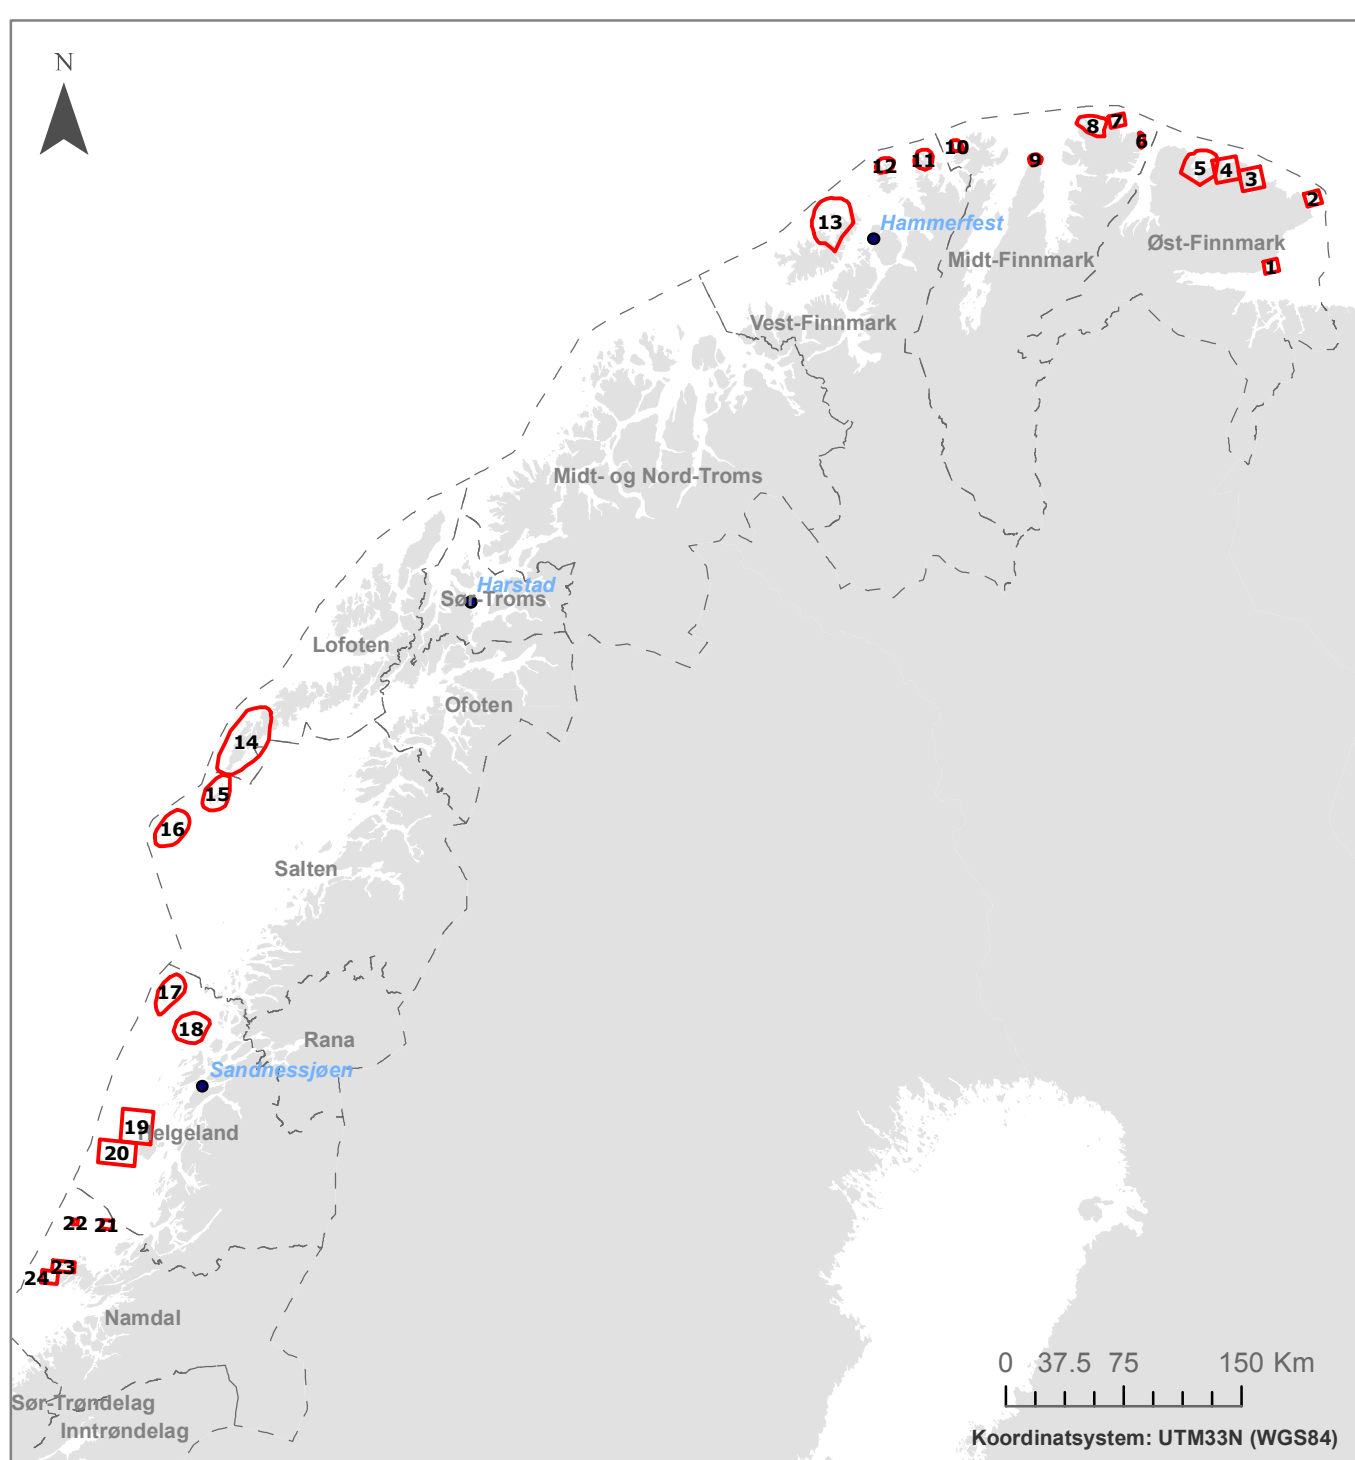 N
8
7
6
10
11
9
12
5
4
3
2
13
Hammerfest
Øst-Finnmark
Midt-Finnmark
1
Vest-Finnmark
Midt- og Nord-Troms
Harstad
Sør-Troms
Lofoten
Ofoten
14
15
16
Salten
17
18
Rana
Sandnessjøen
19
Helgeland
20
22
21
23
24
Namdal
0 37.5 75 150 Km
Sør-Trøndelag
Inntrøndelag
Koordinatsystem: UTM33N (WGS84)